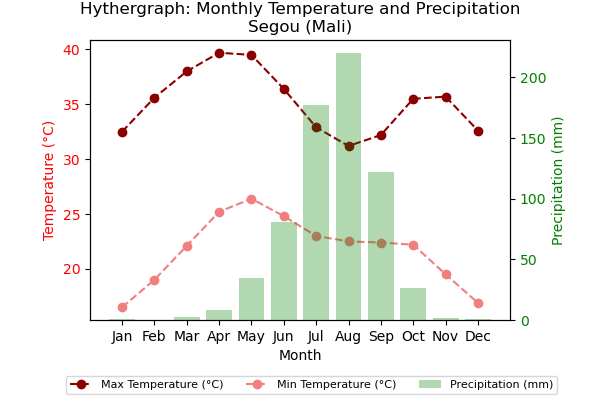 Hythergraph: Monthly Temperature and Precipitation
Segou (Mali)
40
35
30
25
20
Temperature (°C)
200
150
100
50
0
Precipitation (mm)
Jan Feb Mar Apr May Jun Jul Aug Sep Oct Nov Dec
Month
Max Temperature (°C) Min Temperature (°C) Precipitation (mm)